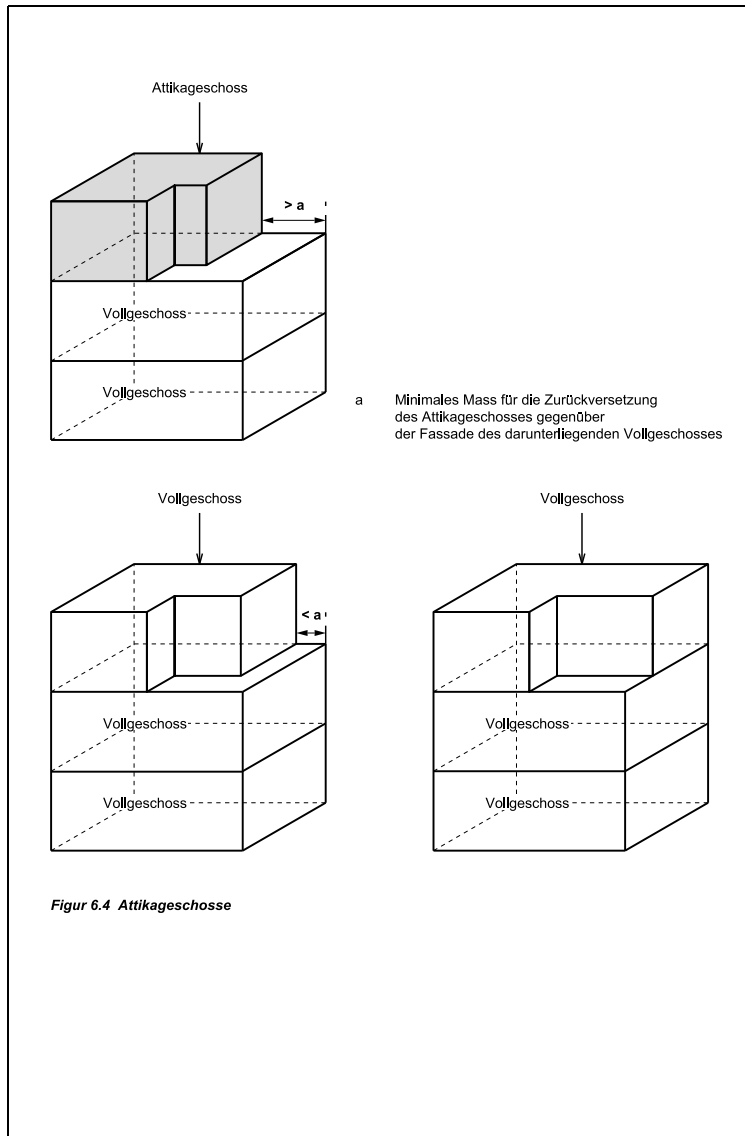 Attikageschoss
> a
Vollgeschoss
Vollgeschoss
a Minimales Mass für die Zurückversetzung
des Attikageschosses gegenüber
der Fassade des darunterliegenden Vollgeschosses
Vollgeschoss
< a
Vollgeschoss
Vollgeschoss
Vollgeschoss
Vollgeschoss
Vollgeschoss
Figur 6.4 Attikageschosse